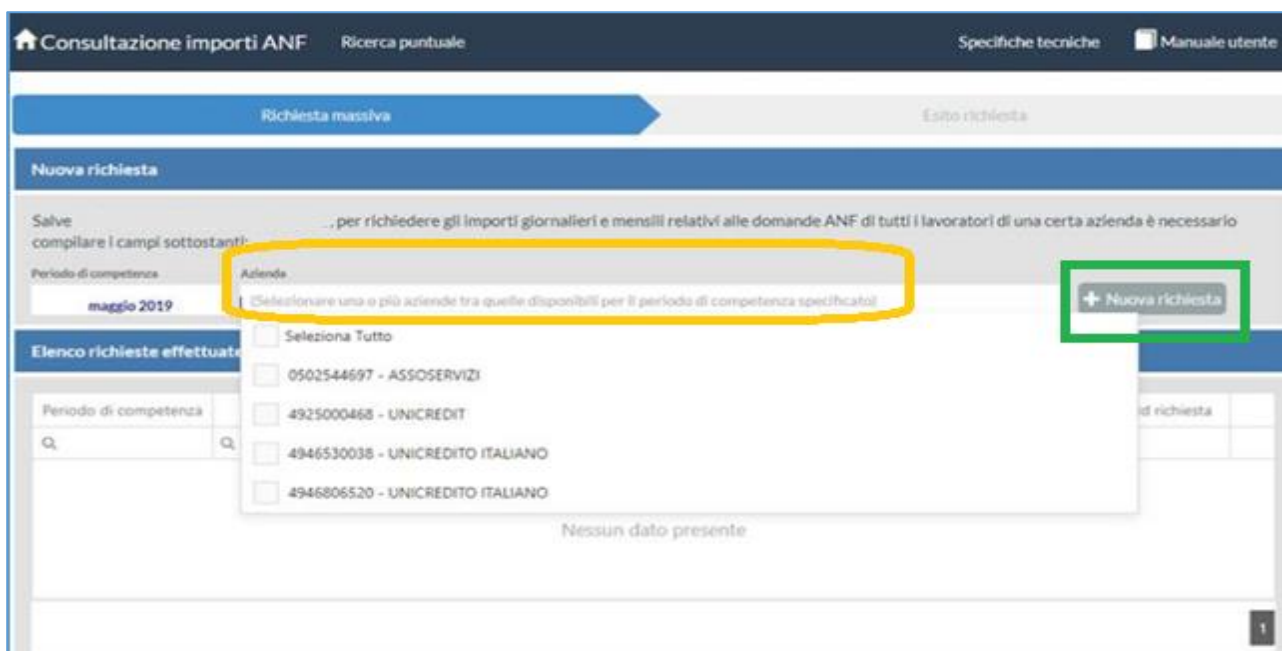 Consultazione importi ANF Ricerca puntuale Specifiche tecniche Manuale utente
Richiesta massiva Esito richiesta
Nuova richiesta
Salve , per richiedere gli importi giornalieri e mensili relativi alle domande ANF di tutti i lavoratori di una certa azienda è necessario
compilare i campi sottostanti:
Periodo di competenza Azienda
maggio 2019 (Selezionare una o più aziende tra quelle disponibili per il periodo di competenza specificato) + Nuova richiesta
Seleziona Tutto
Elenco richieste effettuate
0502544697 - ASSOSERVIZI
Periodo di competenza 4925000468 - UNICREDIT id richiesta
4946530038 - UNICREDITO ITALIANO
4946806520 - UNICREDITO ITALIANO
Nessun dato presente
1